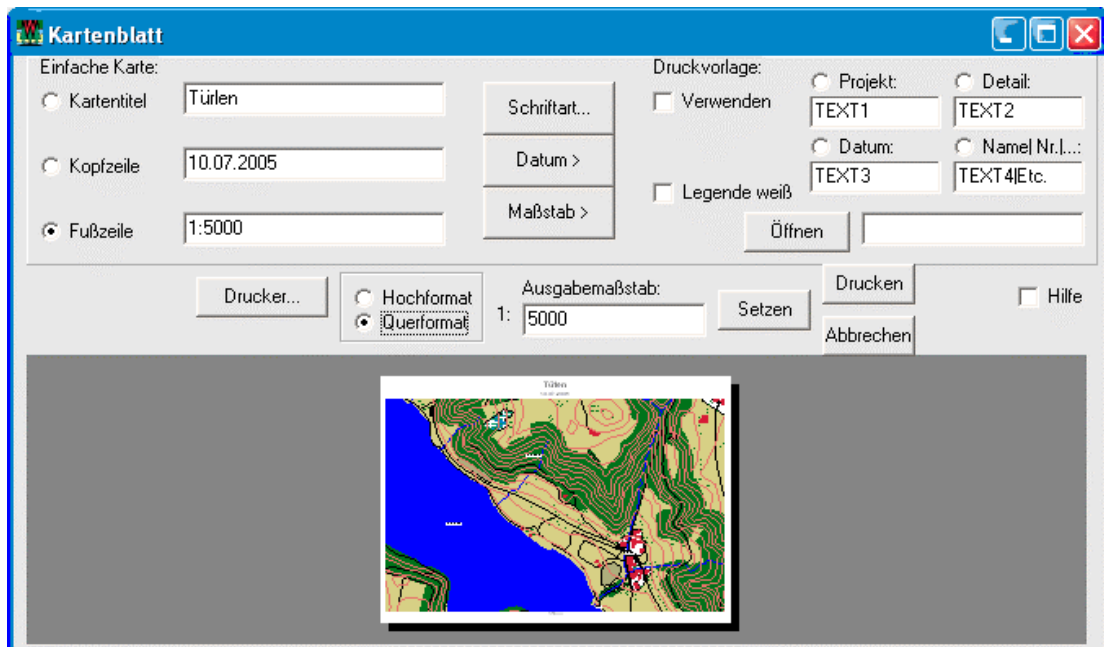 Kartenblatt
Einfache Karte:
Kartentitel
Türlen
Kopfzeile
10.07.2005
Fußzeile
1:5000
Schriftart...
Datum >
Maßstab >
Druckvorlage:
Verwenden
Legende weiß
Projekt:
TEXT1
Detail:
TEXT2
Datum:
TEXT3
Name| Nr.|...:
TEXT4|Etc.
Öffnen
Drucker...
Hochformat
Querformat
Ausgabemaßstab:
1:
5000
Setzen
Drucken
Abbrechen
Hilfe